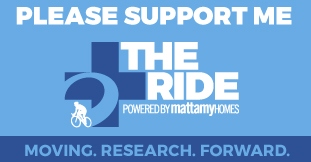 PLEASE SUPPORT ME
THE
RIDE
POWERED BY mattamyHOMES
MOVING. RESEARCH. FORWARD.